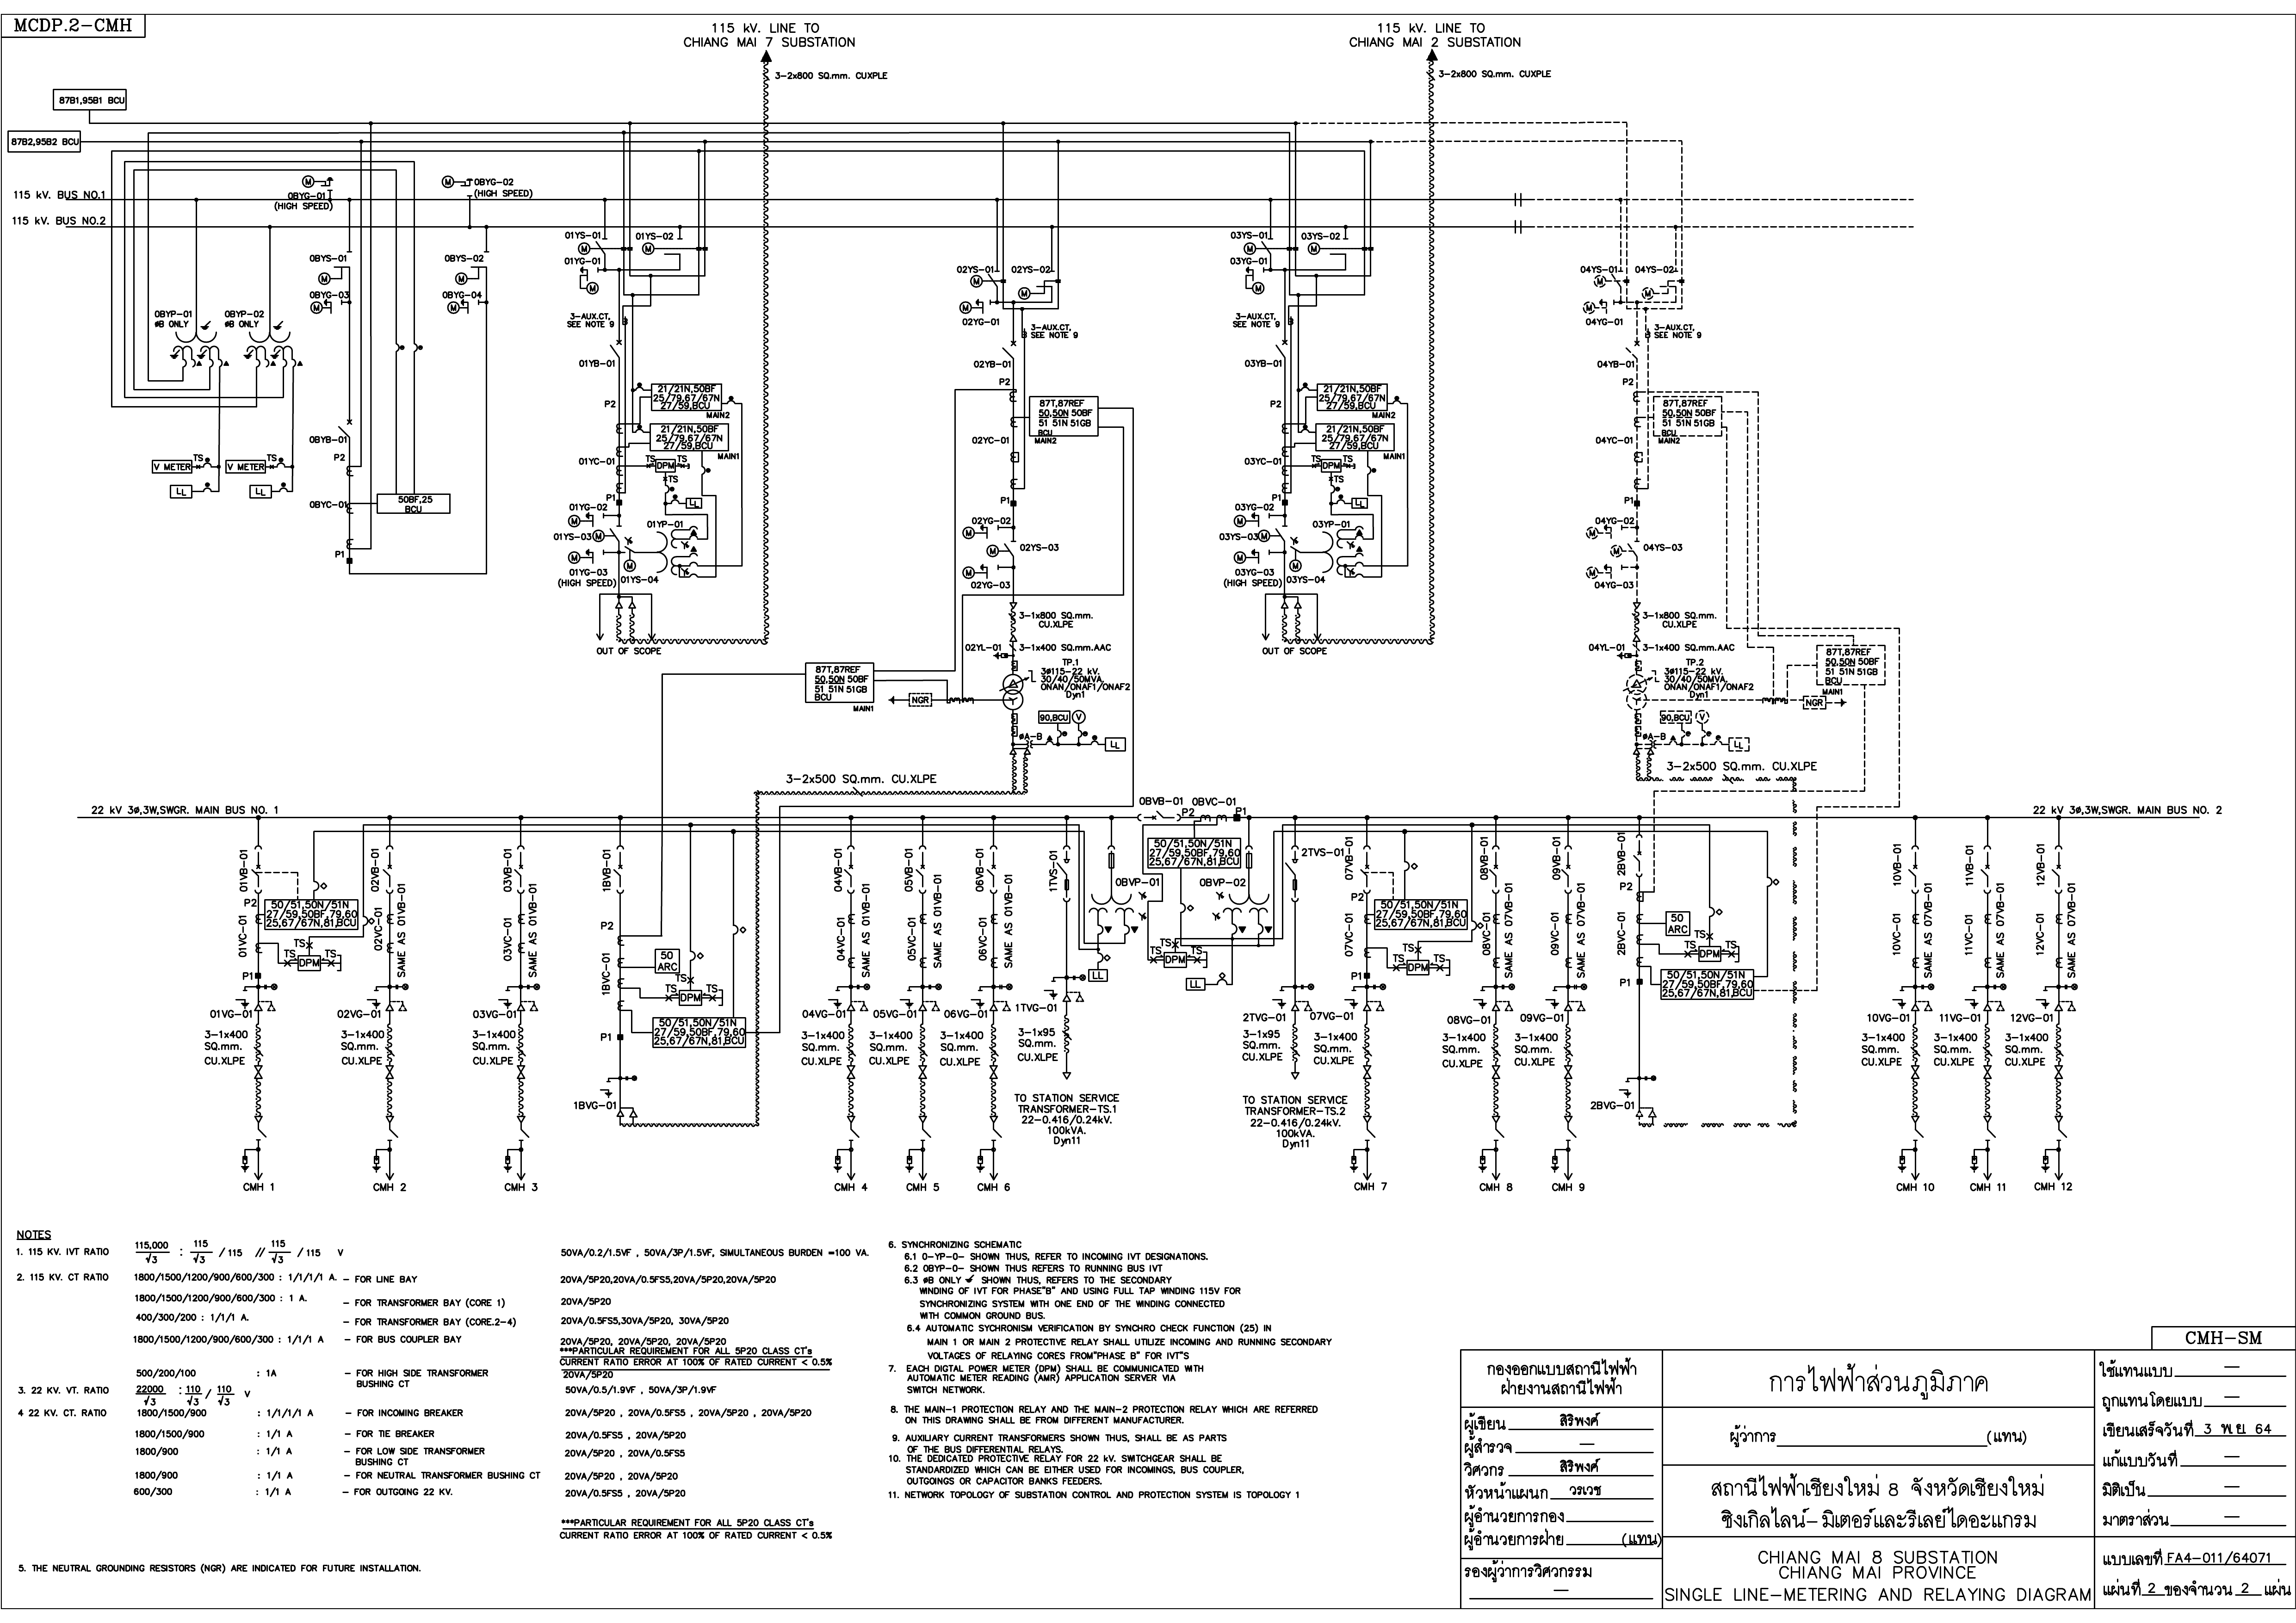 MCDP.2-CMH
115 kV. LINE TO
CHIANG MAI 7 SUBSTATION
3-2x800 SQ.mm. CUXPLE
115 kV. LINE TO
CHIANG MAI 2 SUBSTATION
3-2x800 SQ.mm. CUXPLE
87B1,95B1 BCU
87B2,95B2 BCU
115 kV. BUS NO.1
115 kV. BUS NO.2
M
0BYG-01
(HIGH SPEED)
M
0BYG-02
(HIGH SPEED)
0BYS-01
M
0BYG-03
M
0BYS-02
M
0BYG-04
M
0BYP-01
øB ONLY
0BYP-02
øB ONLY
V METER
TS
LL
V METER
TS
LL
0BYB-01
P2
0BYC-01
50BF,25
BCU
P1
01YS-01
01YS-02
M
M
01YG-01
M
3-AUX.CT,
SEE NOTE 9
01YB-01
P2
21/21N,50BF
25/79,67/67N
27/59,BCU
MAIN2
21/21N,50BF
25/79,67/67N
27/59,BCU
MAIN1
01YC-01
TS
DPM
TS
TS
LL
P1
01YG-02
M
01YS-03
M
01YP-01
M
01YG-03
(HIGH SPEED)
M
01YS-04
OUT OF SCOPE
02YS-01
02YS-02
M
M
M
02YG-01
3-AUX.CT,
SEE NOTE 9
02YB-01
P2
87T,87REF
50,50N 50BF
51 51N 51GB
BCU
MAIN2
02YC-01
P1
02YG-02
M
M
02YS-03
M
02YG-03
3-1x800 SQ.mm.
CU.XLPE
02YL-01
3-1x400 SQ.mm.AAC
TP.1
3ø115-22 kV.
30/40/50MVA.
ONAN/ONAF1/ONAF2
Dyn1
87T,87REF
50,50N 50BF
51 51N 51GB
BCU
MAIN1
NGR
90,BCU
V
øA-B
LL
3-2x500 SQ.mm. CU.XLPE
03YS-01
03YS-02
M
M
03YG-01
M
3-AUX.CT,
SEE NOTE 9
03YB-01
P2
21/21N,50BF
25/79,67/67N
27/59,BCU
MAIN2
21/21N,50BF
25/79,67/67N
27/59,BCU
MAIN1
03YC-01
TS
DPM
TS
TS
LL
P1
03YG-02
M
03YS-03
M
03YP-01
M
03YG-03
(HIGH SPEED)
M
03YS-04
OUT OF SCOPE
04YS-01
04YS-02
M
M
M
04YG-01
3-AUX.CT,
SEE NOTE 9
04YB-01
P2
87T,87REF
50,50N 50BF
51 51N 51GB
BCU
MAIN2
04YC-01
P1
04YG-02
M
M
04YS-03
M
04YG-03
3-1x800 SQ.mm.
CU.XLPE
04YL-01
3-1x400 SQ.mm.AAC
TP.2
3ø115-22 kV.
30/40/50MVA.
ONAN/ONAF1/ONAF2
Dyn1
87T,87REF
50,50N 50BF
51 51N 51GB
BCU
MAIN1
NGR
90,BCU
V
øA-B
LL
3-2x500 SQ.mm. CU.XLPE
22 kV 3ø,3W,SWGR. MAIN BUS NO. 1
22 kV 3ø,3W,SWGR. MAIN BUS NO. 2
01VB-01
P2
50/51,50N/51N
27/59,50BF,79,60
25,67/67N,81,BCU
01VC-01
TS
TS
DPM
TS
P1
01VG-01
3-1x400
SQ.mm.
CU.XLPE
CMH 1
02VB-01
02VC-01
SAME AS 01VB-01
02VG-01
3-1x400
SQ.mm.
CU.XLPE
CMH 2
03VB-01
03VC-01
SAME AS 01VB-01
03VG-01
3-1x400
SQ.mm.
CU.XLPE
CMH 3
1BVB-01
P2
1BVC-01
50
ARC
TS
TS
DPM
TS
50/51,50N/51N
27/59,50BF,79,60
25,67/67N,81,BCU
P1
1BVG-01
04VB-01
04VC-01
SAME AS 01VB-01
04VG-01
3-1x400
SQ.mm.
CU.XLPE
CMH 4
05VB-01
05VC-01
SAME AS 01VB-01
05VG-01
3-1x400
SQ.mm.
CU.XLPE
CMH 5
06VB-01
06VC-01
SAME AS 01VB-01
06VG-01
3-1x400
SQ.mm.
CU.XLPE
CMH 6
1TVS-01
1TVG-01
3-1x95
SQ.mm.
CU.XLPE
TO STATION SERVICE
TRANSFORMER-TS.1
22-0.416/0.24kV.
100kVA.
Dyn11
0BVB-01
0BVC-01
P2
P1
50/51,50N/51N
27/59,50BF,79,60
25,67/67N,81,BCU
0BVP-01
0BVP-02
TS
TS
DPM
TS
LL
LL
2TVS-01
2TVG-01
3-1x95
SQ.mm.
CU.XLPE
TO STATION SERVICE
TRANSFORMER-TS.2
22-0.416/0.24kV.
100kVA.
Dyn11
07VB-01
P2
50/51,50N/51N
27/59,50BF,79,60
25,67/67N,81,BCU
07VC-01
TS
TS
DPM
TS
P1
07VG-01
3-1x400
SQ.mm.
CU.XLPE
CMH 7
08VB-01
08VC-01
SAME AS 07VB-01
08VG-01
3-1x400
SQ.mm.
CU.XLPE
CMH 8
09VB-01
09VC-01
SAME AS 07VB-01
09VG-01
3-1x400
SQ.mm.
CU.XLPE
CMH 9
2BVB-01
P2
2BVC-01
50
ARC
TS
TS
DPM
TS
50/51,50N/51N
27/59,50BF,79,60
25,67/67N,81,BCU
P1
2BVG-01
10VB-01
10VC-01
SAME AS 07VB-01
10VG-01
3-1x400
SQ.mm.
CU.XLPE
CMH 10
11VB-01
11VC-01
SAME AS 07VB-01
11VG-01
3-1x400
SQ.mm.
CU.XLPE
CMH 11
12VB-01
12VC-01
SAME AS 07VB-01
12VG-01
3-1x400
SQ.mm.
CU.XLPE
CMH 12
NOTES
1. 115 KV. IVT RATIO 115,000/√3 : 115/√3 / 115 // 115/√3 / 115 V 50VA/0.2/1.5VF , 50VA/3P/1.5VF, SIMULTANEOUS BURDEN =100 VA.
2. 115 KV. CT RATIO 1800/1500/1200/900/600/300 : 1/1/1/1 A. - FOR LINE BAY 20VA/5P20,20VA/0.5FS5,20VA/5P20,20VA/5P20
1800/1500/1200/900/600/300 : 1 A. - FOR TRANSFORMER BAY (CORE 1) 20VA/5P20
400/300/200 : 1/1/1 A. - FOR TRANSFORMER BAY (CORE.2-4) 20VA/0.5FS5,30VA/5P20, 30VA/5P20
1800/1500/1200/900/600/300 : 1/1/1 A - FOR BUS COUPLER BAY 20VA/5P20, 20VA/5P20, 20VA/5P20
***PARTICULAR REQUIREMENT FOR ALL 5P20 CLASS CT's
CURRENT RATIO ERROR AT 100% OF RATED CURRENT < 0.5%
500/200/100 : 1A - FOR HIGH SIDE TRANSFORMER BUSHING CT 20VA/5P20
3. 22 KV. VT. RATIO 22000/√3 : 110/√3 / 110/√3 V 50VA/0.5/1.9VF , 50VA/3P/1.9VF
4 22 KV. CT. RATIO 1800/1500/900 : 1/1/1/1 A - FOR INCOMING BREAKER 20VA/5P20 , 20VA/0.5FS5 , 20VA/5P20 , 20VA/5P20
1800/1500/900 : 1/1 A - FOR TIE BREAKER 20VA/0.5FS5 , 20VA/5P20
1800/900 : 1/1 A - FOR LOW SIDE TRANSFORMER BUSHING CT 20VA/5P20 , 20VA/0.5FS5
1800/900 : 1/1 A - FOR NEUTRAL TRANSFORMER BUSHING CT 20VA/5P20 , 20VA/5P20
600/300 : 1/1 A - FOR OUTGOING 22 KV. 20VA/0.5FS5 , 20VA/5P20
***PARTICULAR REQUIREMENT FOR ALL 5P20 CLASS CT's
CURRENT RATIO ERROR AT 100% OF RATED CURRENT < 0.5%
5. THE NEUTRAL GROUNDING RESISTORS (NGR) ARE INDICATED FOR FUTURE INSTALLATION.
6. SYNCHRONIZING SCHEMATIC
6.1 0-YP-0- SHOWN THUS, REFER TO INCOMING IVT DESIGNATIONS.
6.2 0BYP-0- SHOWN THUS REFERS TO RUNNING BUS IVT
6.3 øB ONLY SHOWN THUS, REFERS TO THE SECONDARY
WINDING OF IVT FOR PHASE"B" AND USING FULL TAP WINDING 115V FOR
SYNCHRONIZING SYSTEM WITH ONE END OF THE WINDING CONNECTED
WITH COMMON GROUND BUS.
6.4 AUTOMATIC SYCHRONISM VERIFICATION BY SYNCHRO CHECK FUNCTION (25) IN
MAIN 1 OR MAIN 2 PROTECTIVE RELAY SHALL UTILIZE INCOMING AND RUNNING SECONDARY
VOLTAGES OF RELAYING CORES FROM"PHASE B" FOR IVT"S
7. EACH DIGTAL POWER METER (DPM) SHALL BE COMMUNICATED WITH
AUTOMATIC METER READING (AMR) APPLICATION SERVER VIA
SWITCH NETWORK.
8. THE MAIN-1 PROTECTION RELAY AND THE MAIN-2 PROTECTION RELAY WHICH ARE REFERRED
ON THIS DRAWING SHALL BE FROM DIFFERENT MANUFACTURER.
9. AUXILIARY CURRENT TRANSFORMERS SHOWN THUS, SHALL BE AS PARTS
OF THE BUS DIFFERENTIAL RELAYS.
10. THE DEDICATED PROTECTIVE RELAY FOR 22 kV. SWITCHGEAR SHALL BE
STANDARDIZED WHICH CAN BE EITHER USED FOR INCOMINGS, BUS COUPLER,
OUTGOINGS OR CAPACITOR BANKS FEEDERS.
11. NETWORK TOPOLOGY OF SUBSTATION CONTROL AND PROTECTION SYSTEM IS TOPOLOGY 1
CMH-SM
กองออกแบบสถานีไฟฟ้า
ฝ่ายงานสถานีไฟฟ้า
ผู้เขียน สิริพงศ์
ผู้สำรวจ —
วิศวกร สิริพงศ์
หัวหน้าแผนก วรเวช
ผู้อำนวยการกอง
ผู้อำนวยการฝ่าย (แทน)
รองผู้ว่าการวิศวกรรม
—
การไฟฟ้าส่วนภูมิภาค
ผู้ว่าการ (แทน)
สถานีไฟฟ้าเชียงใหม่ 8 จังหวัดเชียงใหม่
ซิงเกิลไลน์-มิเตอร์และรีเลย์ไดอะแกรม
CHIANG MAI 8 SUBSTATION
CHIANG MAI PROVINCE
SINGLE LINE-METERING AND RELAYING DIAGRAM
ใช้แทนแบบ —
ถูกแทนโดยแบบ —
เขียนเสร็จวันที่ 3 พ.ย. 64
แก้แบบวันที่ —
มิติเป็น —
มาตราส่วน —
แบบเลขที่ FA4-011/64071
แผ่นที่ 2 ของจำนวน 2 แผ่น